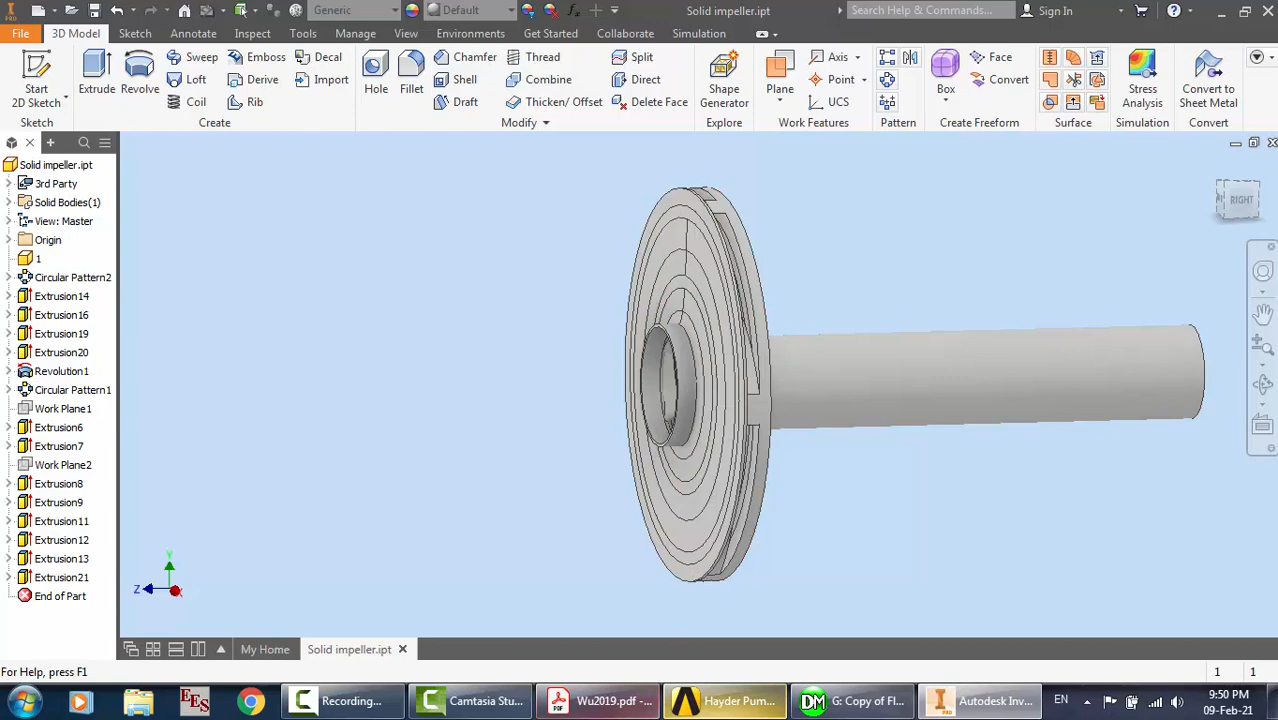 PRO
Generic
Default
fx
Solid impeller.ipt
Search Help & Commands...
Sign In
File
3D Model
Sketch
Annotate
Inspect
Tools
Manage
View
Environments
Get Started
Collaborate
Simulation
Start
2D Sketch
Extrude
Revolve
Sweep
Loft
Coil
Emboss
Derive
Rib
Decal
Import
Hole
Fillet
Chamfer
Shell
Draft
Thread
Combine
Thicken/ Offset
Split
Direct
Delete Face
Shape
Generator
Plane
Axis
Point
UCS
Box
Face
Convert
Stress
Analysis
Convert to
Sheet Metal
Sketch
Create
Modify
Explore
Work Features
Pattern
Create Freeform
Surface
Simulation
Convert
Solid impeller.ipt
3rd Party
Solid Bodies(1)
View: Master
Origin
1
Circular Pattern2
Extrusion14
Extrusion16
Extrusion19
Extrusion20
Revolution1
Circular Pattern1
Work Plane1
Extrusion6
Extrusion7
Work Plane2
Extrusion8
Extrusion9
Extrusion11
Extrusion12
Extrusion13
Extrusion21
End of Part
RIGHT
Y
Z
X
My Home
Solid impeller.ipt
For Help, press F1
1
1
EES
Recording...
Camtasia Stu...
PDF
Wu2019.pdf -...
Hayder Pum...
DM
G: Copy of Fl...
PRO
Autodesk Inv...
EN
9:50 PM
09-Feb-21